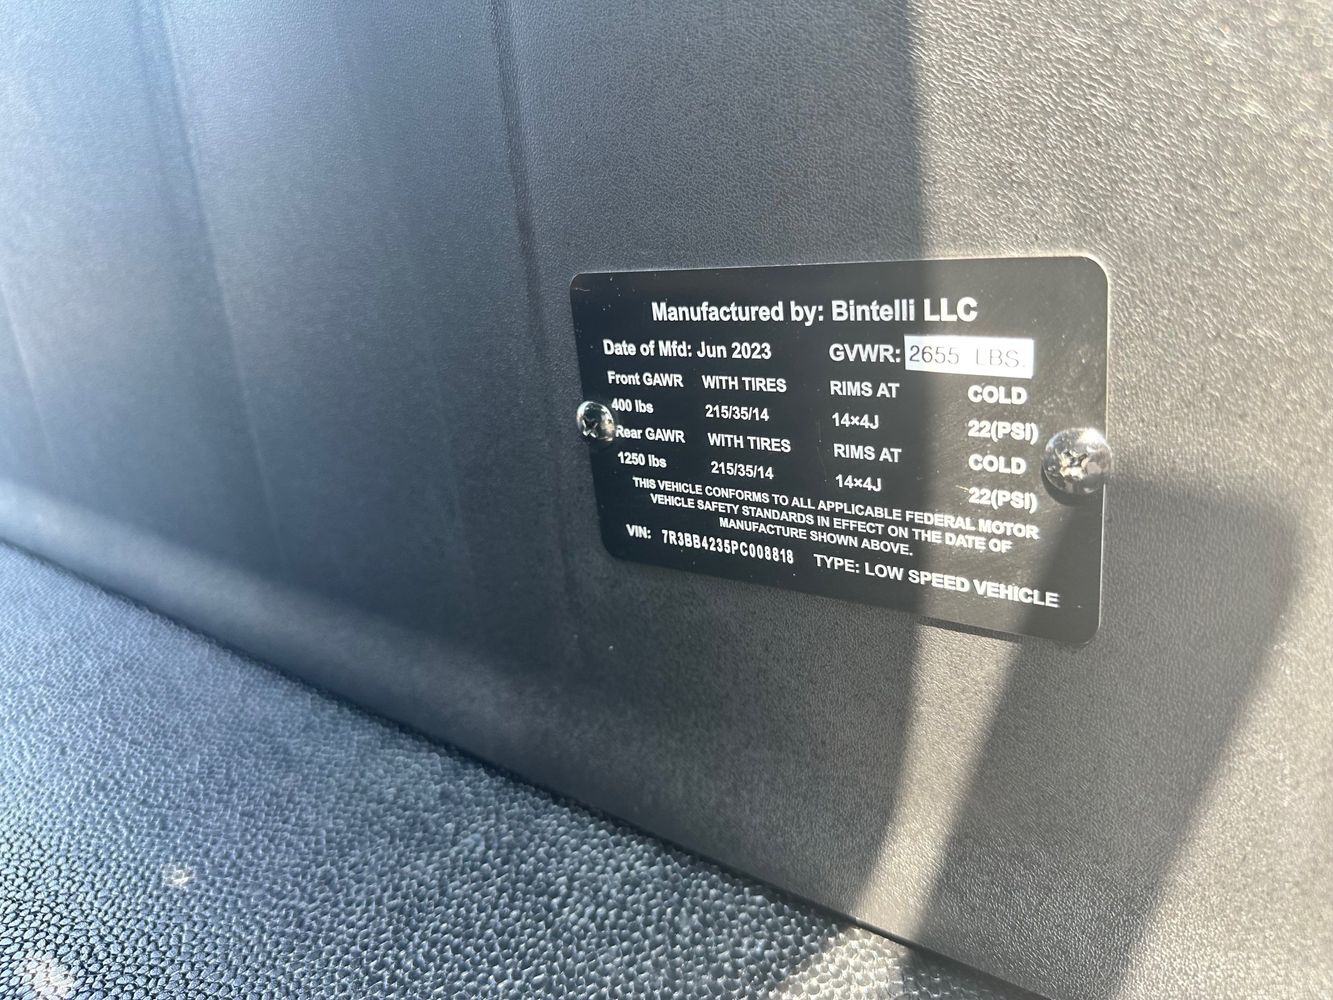 Manufactured by: Bintelli LLC
Date of Mfd: Jun 2023 GVWR: 2655 LBS.
Front GAWR WITH TIRES RIMS AT COLD
400 lbs 215/35/14 14×4J 22(PSI)
Rear GAWR WITH TIRES RIMS AT COLD
1250 lbs 215/35/14 14×4J 22(PSI)
THIS VEHICLE CONFORMS TO ALL APPLICABLE FEDERAL MOTOR
VEHICLE SAFETY STANDARDS IN EFFECT ON THE DATE OF
MANUFACTURE SHOWN ABOVE.
VIN: 7R3BB4235PC008818 TYPE: LOW SPEED VEHICLE